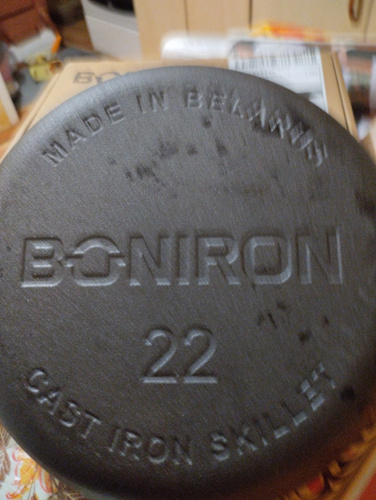 MADE IN BELARUS
BONIRON
22
CAST IRON SKILLET